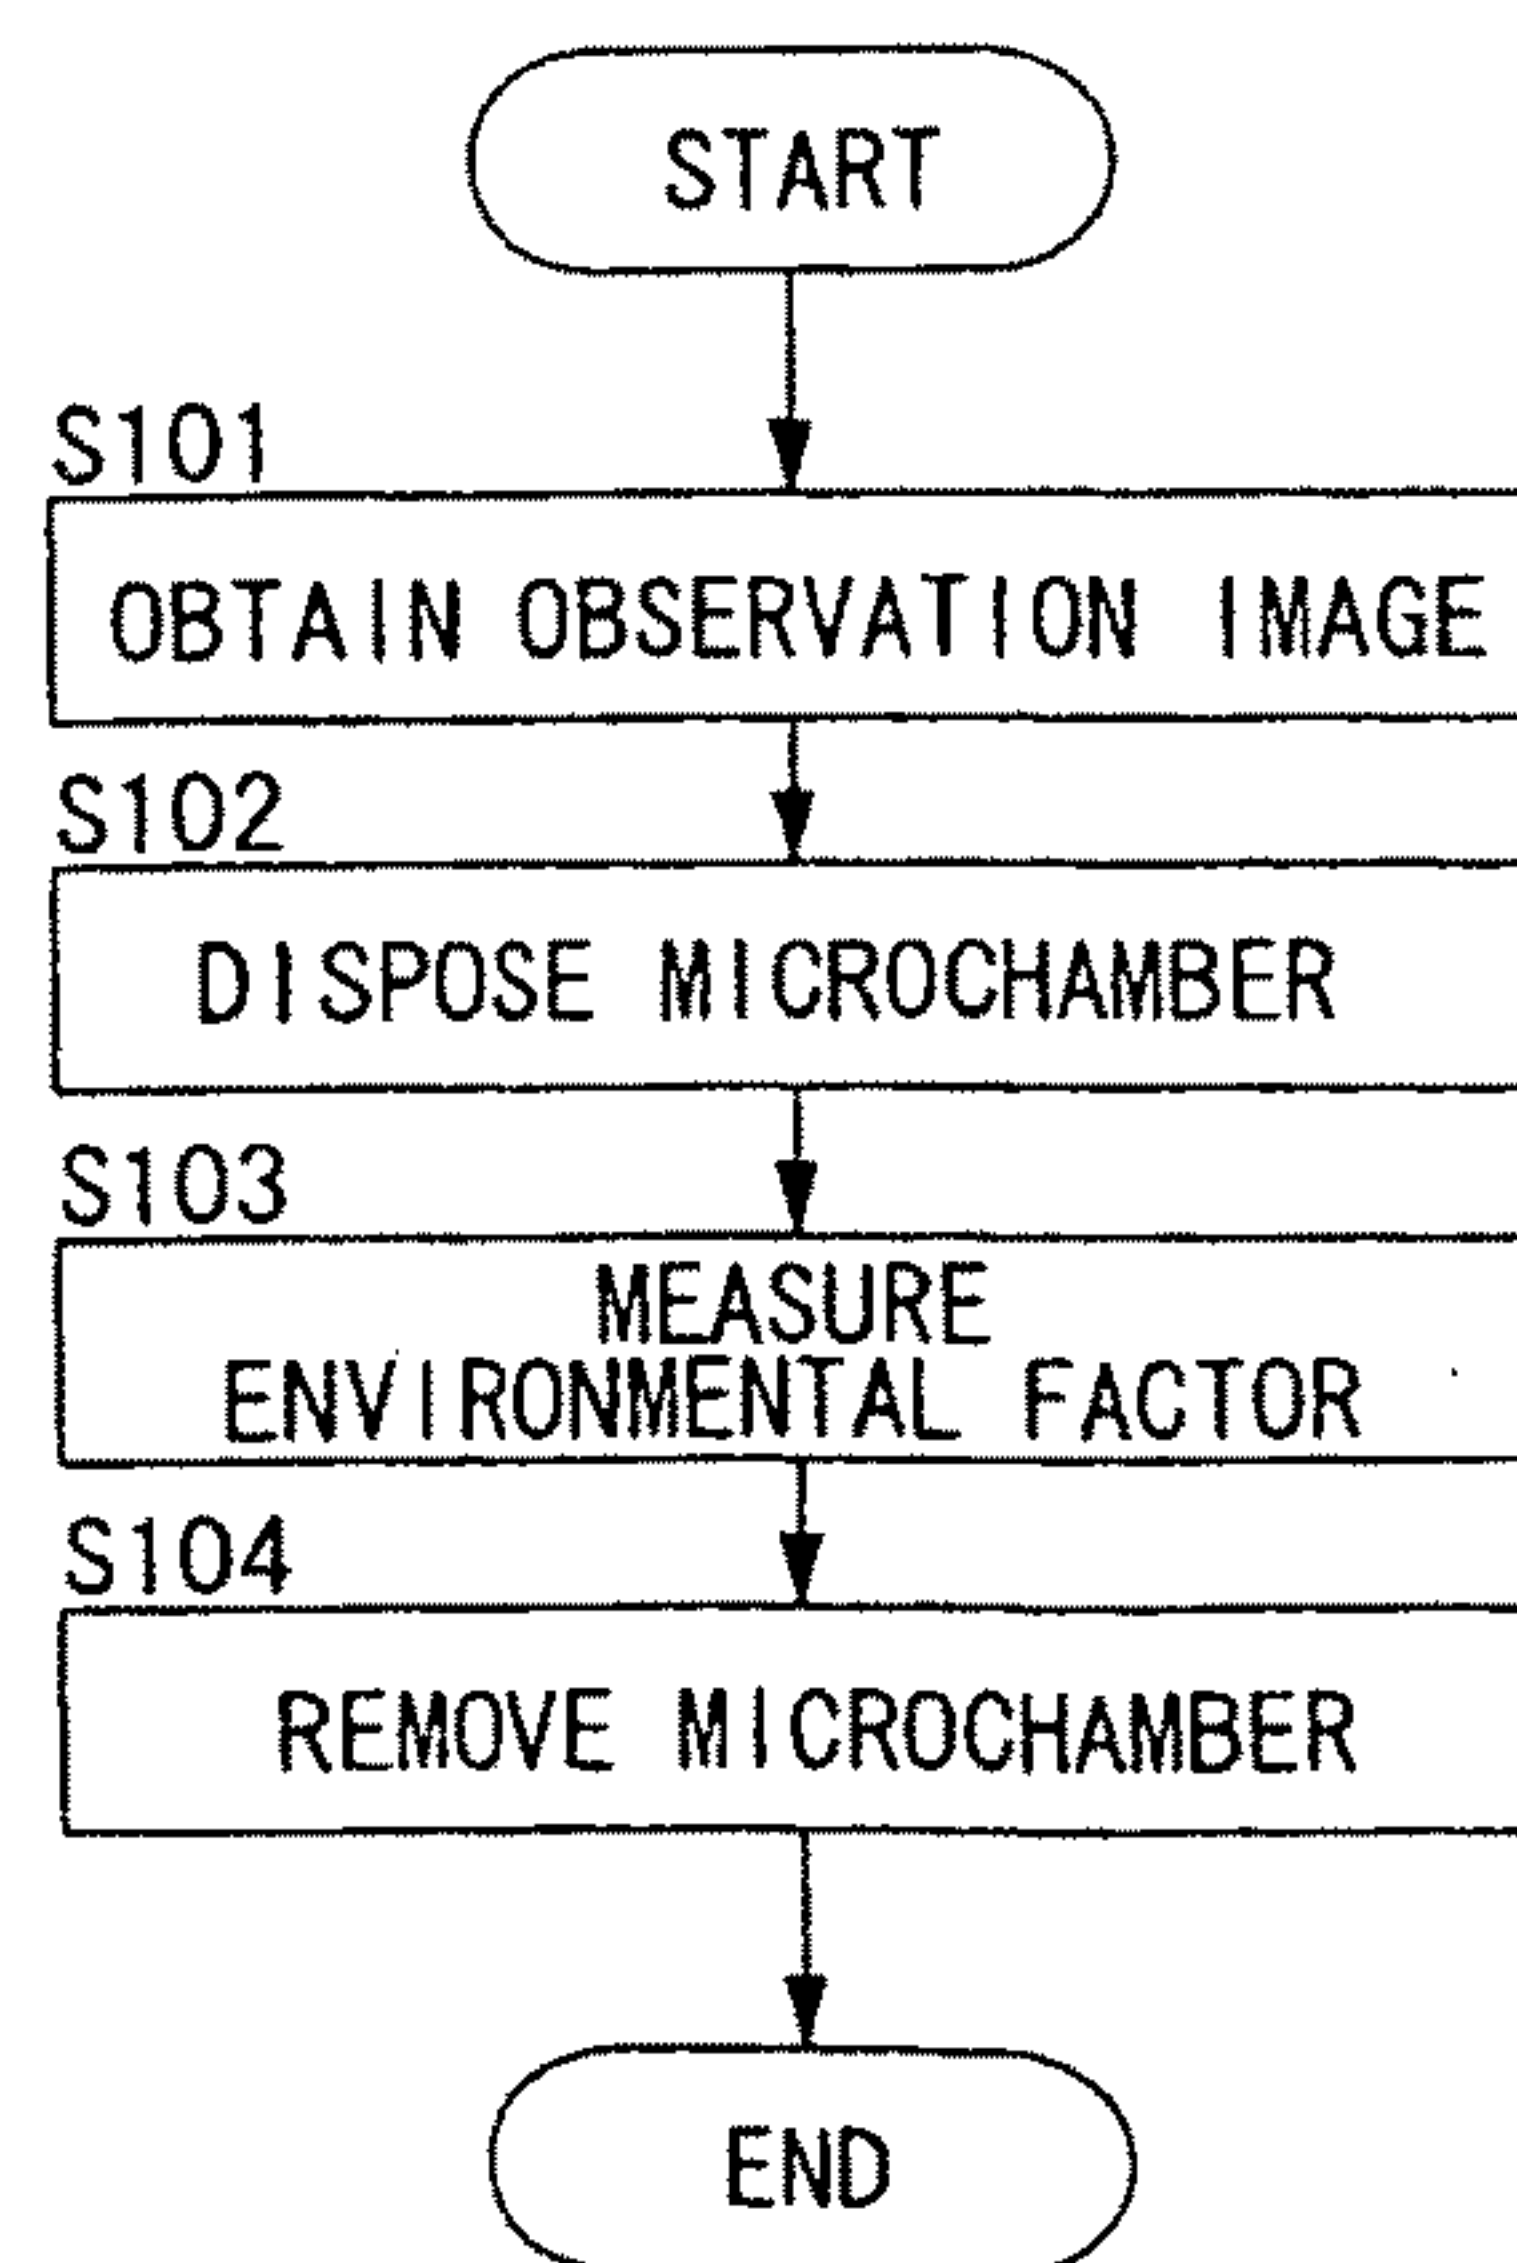 START
S101
OBTAIN OBSERVATION IMAGE
S102
DISPOSE MICROCHAMBER
S103
MEASURE
ENVIRONMENTAL FACTOR
S104
REMOVE MICROCHAMBER
END